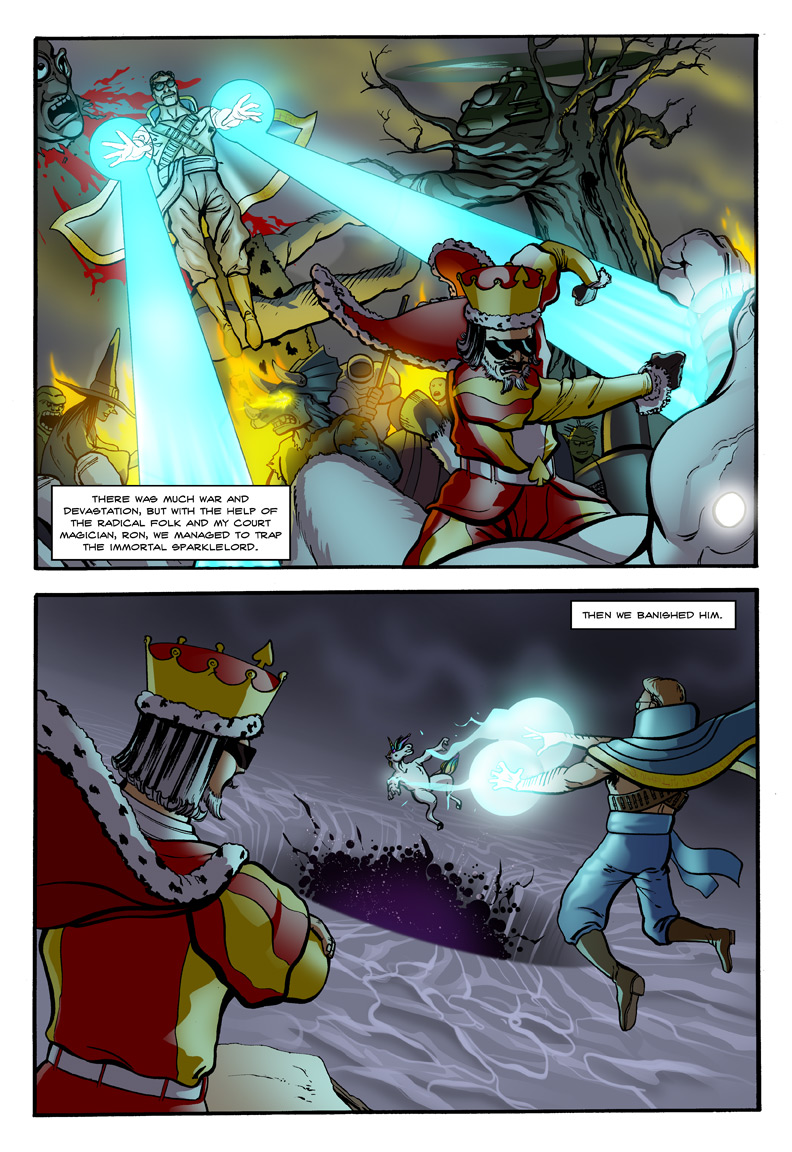 THERE WAS MUCH WAR AND
DEVASTATION, BUT WITH THE HELP OF
THE RADICAL FOLK AND MY COURT
MAGICIAN, RON, WE MANAGED TO TRAP
THE IMMORTAL SPARKLELORD.
THEN WE BANISHED HIM.